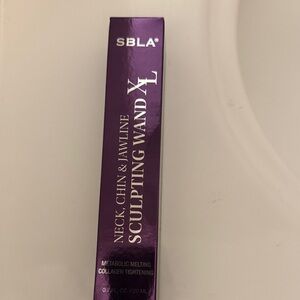 SBLA®
NECK, CHIN & JAWLINE
SCULPTING WAND XL
METABOLIC MELTING
COLLAGEN TIGHTENING